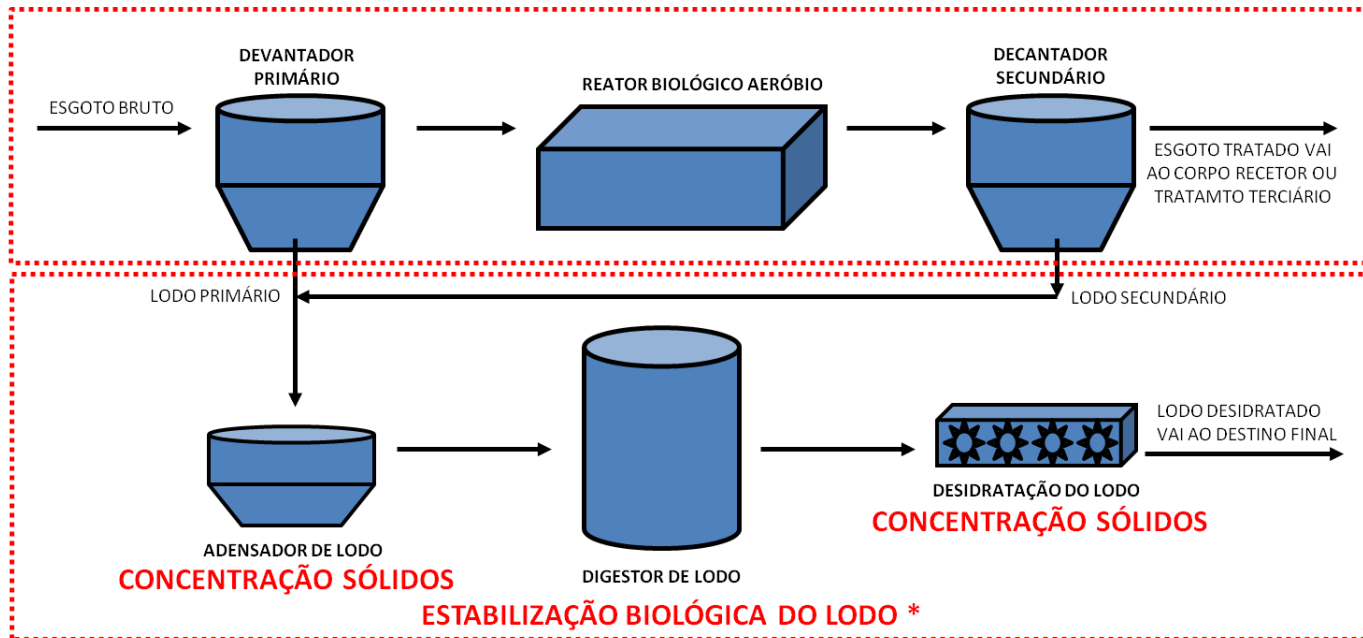 DEVANTADOR
PRIMÁRIO
ESGOTO BRUTO
REATOR BIOLÓGICO AERÓBIO
DECANTADOR
SECUNDÁRIO
ESGOTO TRATADO VAI
AO CORPO RECETOR OU
TRATAMTO TERCIÁRIO
LODO PRIMÁRIO
LODO SECUNDÁRIO
ADENSADOR DE LODO
CONCENTRAÇÃO SÓLIDOS
DIGESTOR DE LODO
ESTABILIZAÇÃO BIOLÓGICA DO LODO *
DESIDRATAÇÃO DO LODO
CONCENTRAÇÃO SÓLIDOS
LODO DESIDRATADO
VAI AO DESTINO FINAL